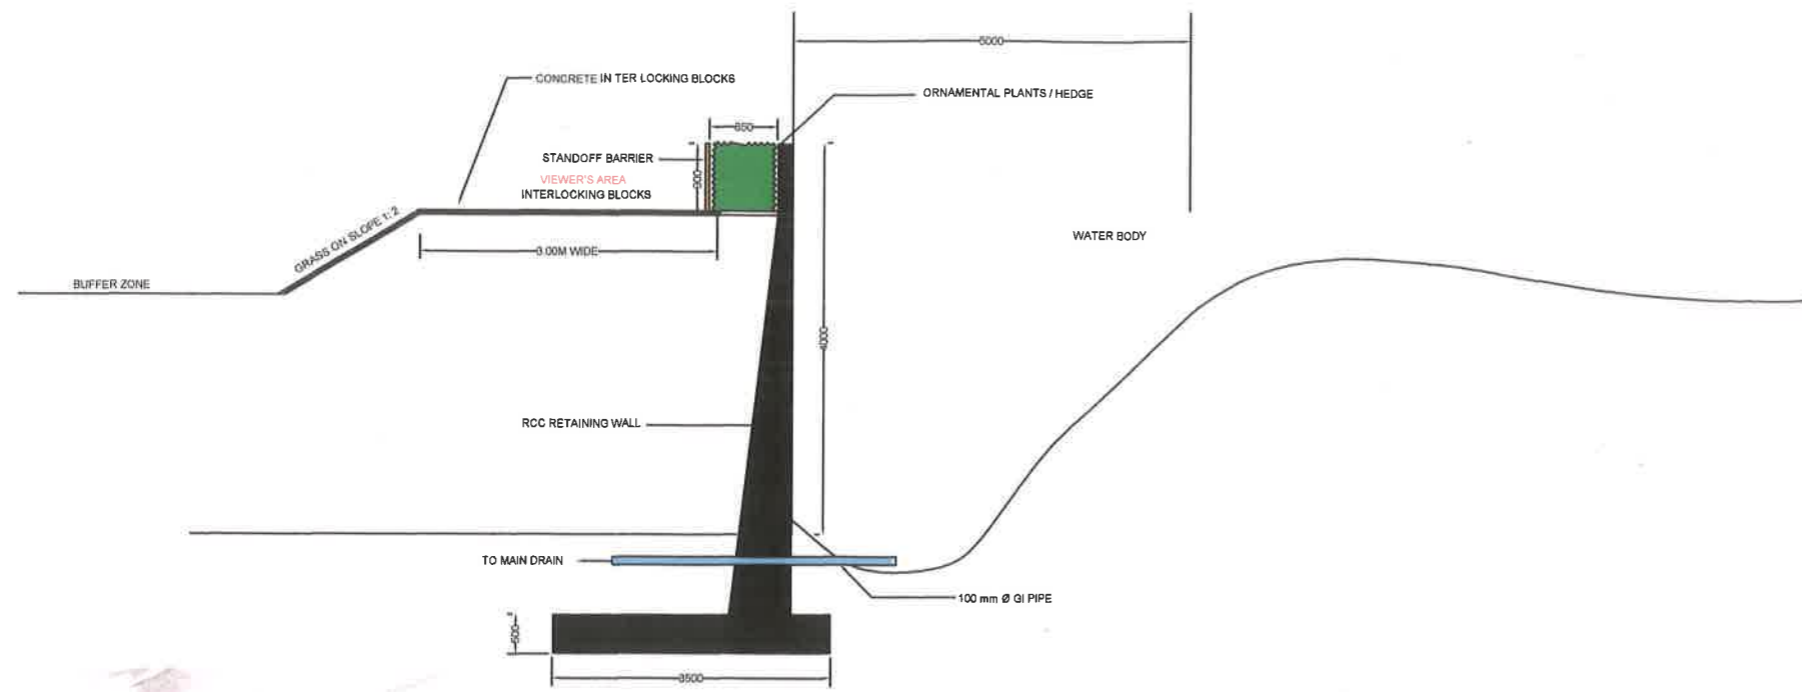 5000
CONCRETE IN TER LOCKING BLOCKS
ORNAMENTAL PLANTS / HEDGE
650
STANDOFF BARRIER
900
VIEWER'S AREA
INTERLOCKING BLOCKS
GRASS ON SLOPE 1: 2
WATER BODY
3.00M WIDE
BUFFER ZONE
4000
RCC RETAINING WALL
TO MAIN DRAIN
100 mm Ø GI PIPE
500
3500